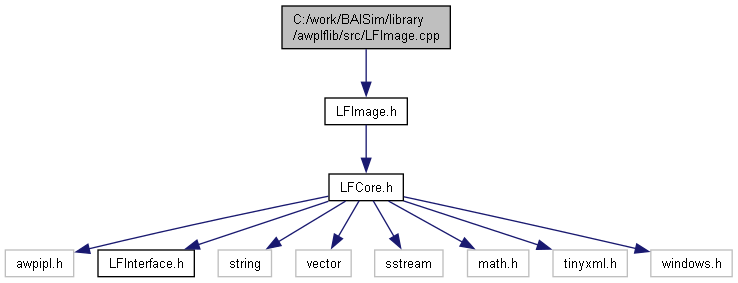 C:/work/BAISim/library
/awplflib/src/LFImage.cpp
LFImage.h
LFCore.h
awpipl.h
LFInterface.h
string
vector
sstream
math.h
tinyxml.h
windows.h